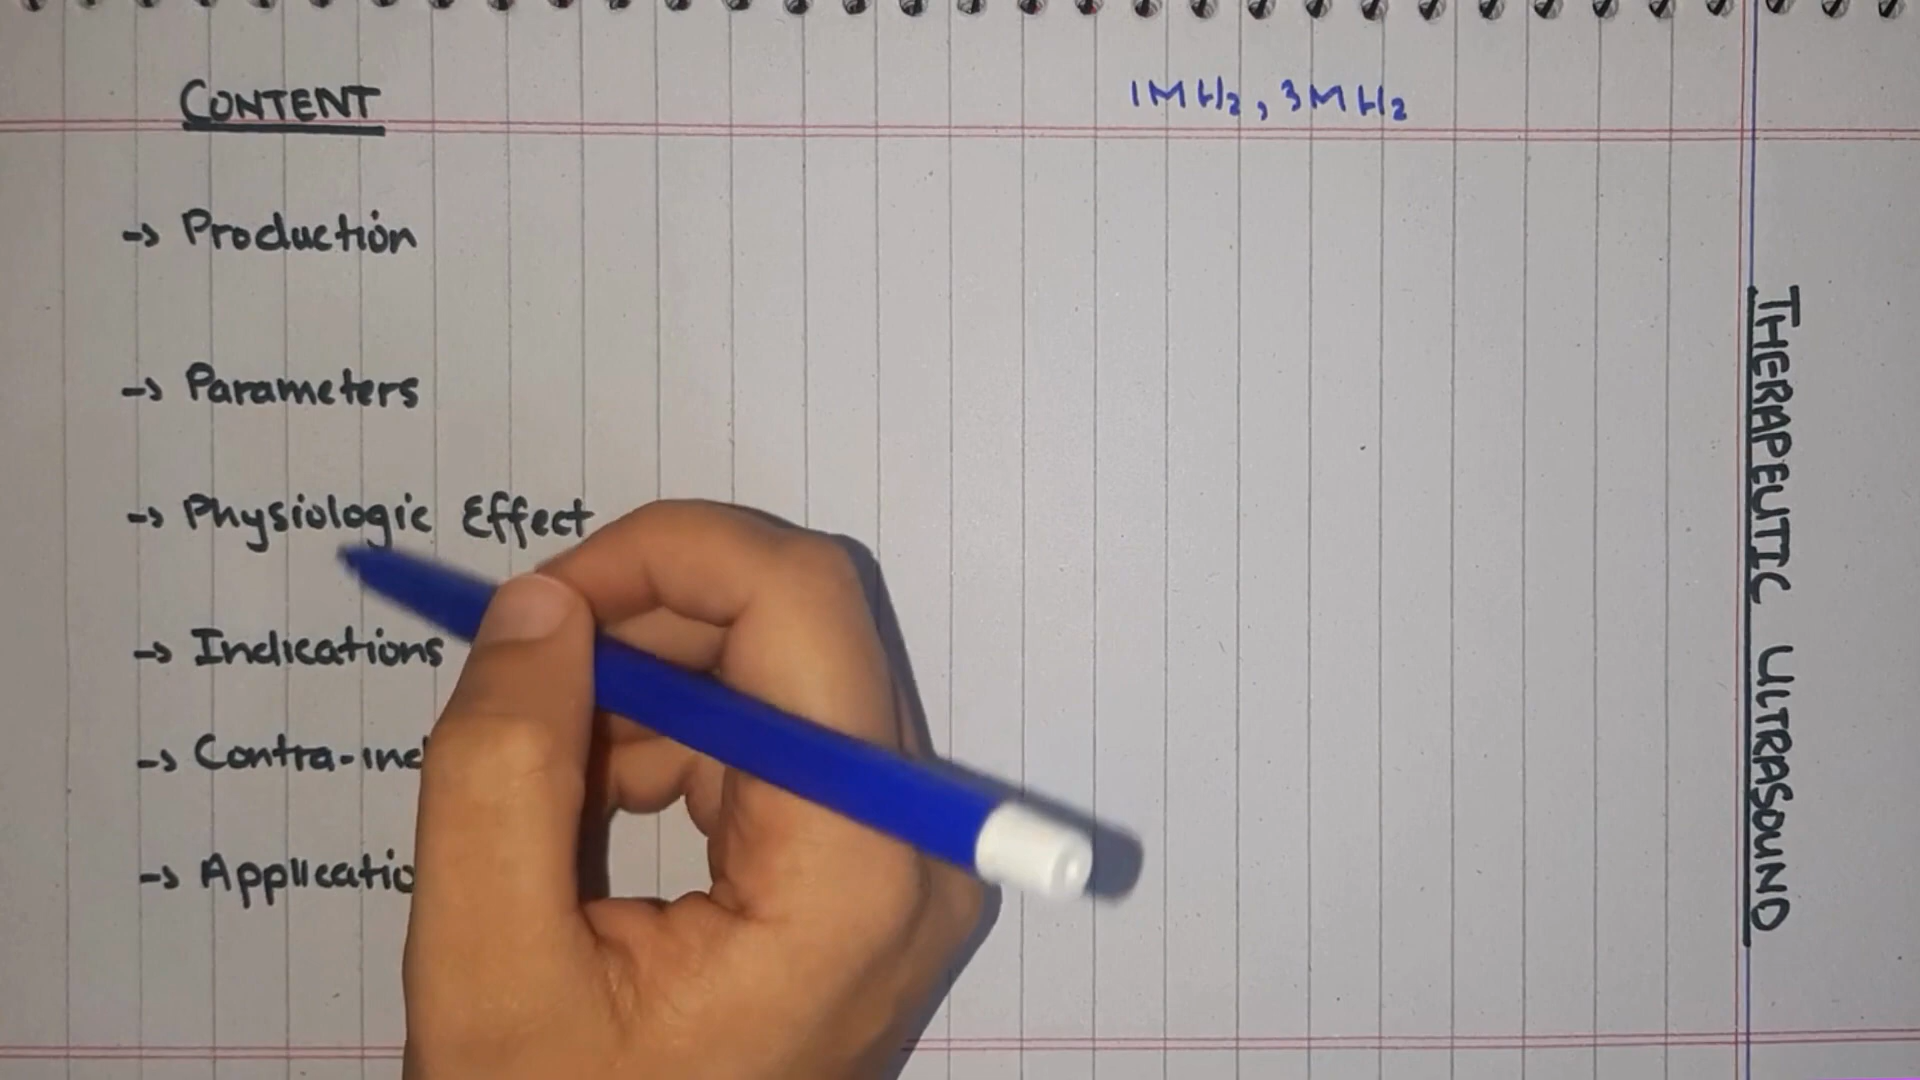 CONTENT
1MHz, 3MHz
-> Production
-> Parameters
-> Physiologic Effect
-> Indications
-> Contra-ind
-> Applicatio
THERAPEUTIC ULTRASOUND